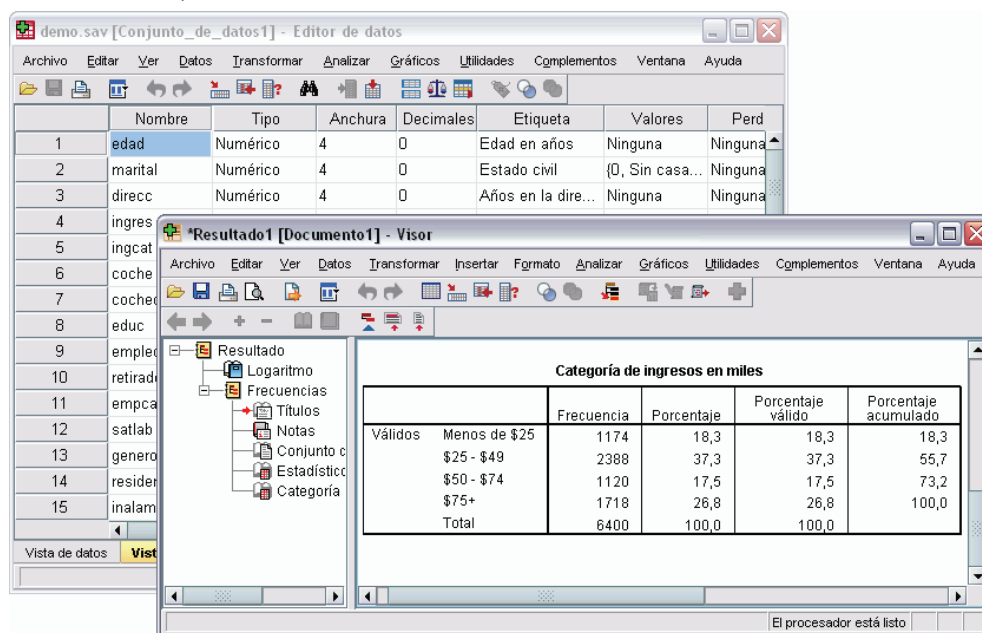 demo.sav [Conjunto_de_datos1] - Editor de datos
Archivo Editar Ver Datos Transformar Analizar Gráficos Utilidades Complementos Ventana Ayuda
Nombre Tipo Anchura Decimales Etiqueta Valores Perd
1 edad Numérico 4 0 Edad en años Ninguna Ninguna
2 marital Numérico 4 0 Estado civil {0, Sin casa... Ninguna
3 direcc Numérico 4 0 Años en la dire... Ninguna Ninguna
4 ingres
5 ingcat
6 coche
7 coche
8 educ
9 emplea
10 retirad
11 empca
12 satlab
13 genero
14 residen
15 inalam
Vista de datos Vist
*Resultado1 [Documento1] - Visor
Archivo Editar Ver Datos Transformar Insertar Formato Analizar Gráficos Utilidades Complementos Ventana Ayuda
Resultado
Logaritmo
Frecuencias
Títulos
Notas
Conjunto c
Estadístic
Categoría
Categoría de ingresos en miles
Frecuencia Porcentaje Porcentaje válido Porcentaje acumulado
Válidos Menos de $25 1174 18,3 18,3 18,3
$25 - $49 2388 37,3 37,3 55,7
$50 - $74 1120 17,5 17,5 73,2
$75+ 1718 26,8 26,8 100,0
Total 6400 100,0 100,0
El procesador está listo